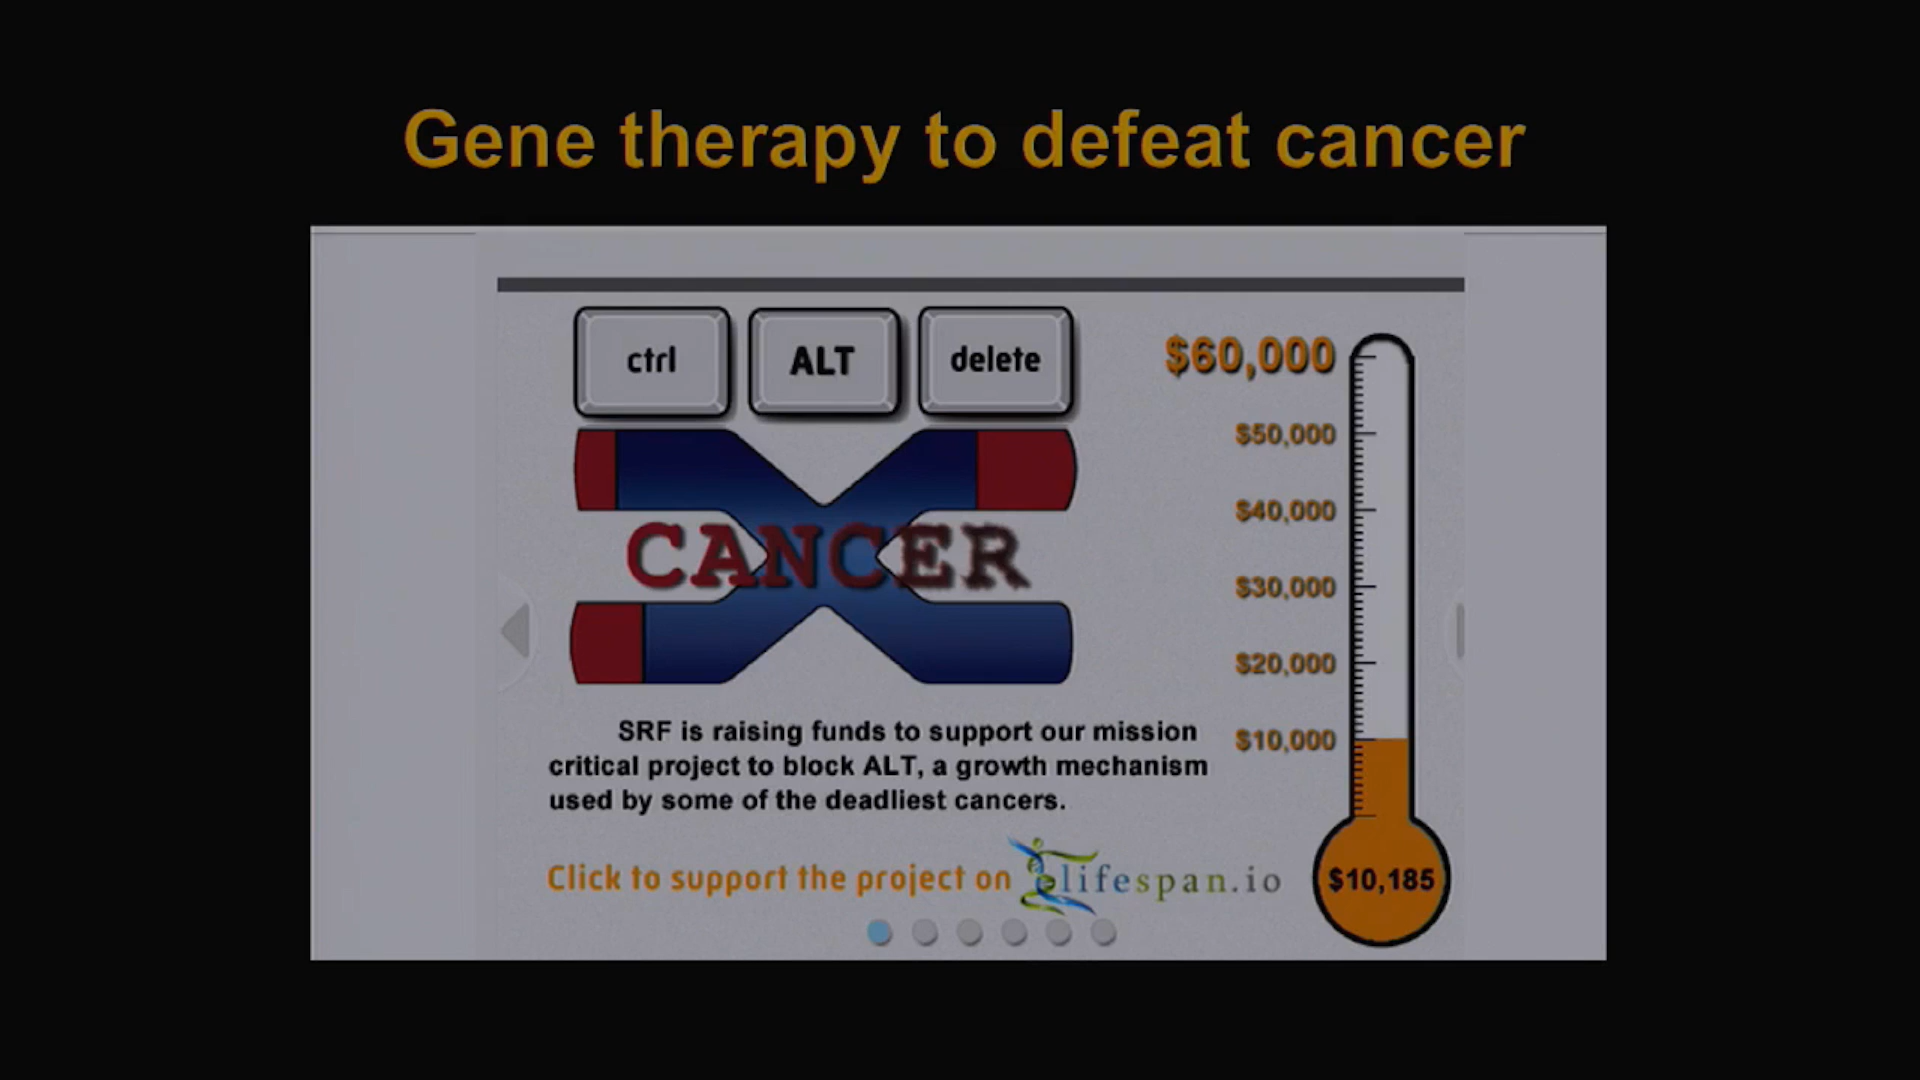 Gene therapy to defeat cancer
ctrl ALT delete
CANCER
$60,000
$50,000
$40,000
$30,000
$20,000
$10,000
$10,185
SRF is raising funds to support our mission
critical project to block ALT, a growth mechanism
used by some of the deadliest cancers.
Click to support the project on lifespan.io